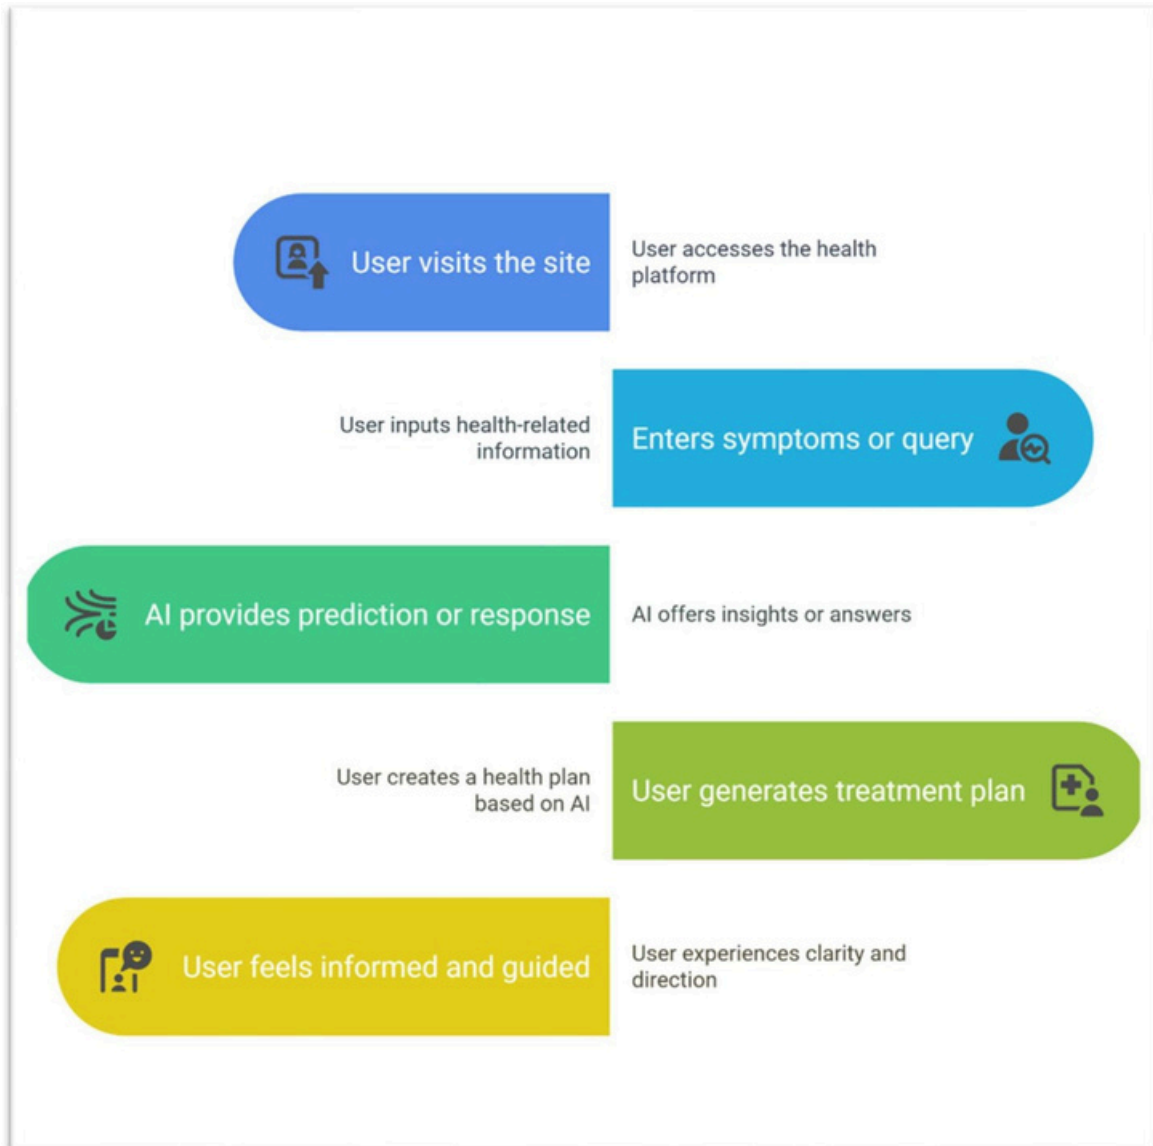 User visits the site
User accesses the health
platform
User inputs health-related
information
Enters symptoms or query
AI provides prediction or response
AI offers insights or answers
User creates a health plan
based on AI
User generates treatment plan
User feels informed and guided
User experiences clarity and
direction